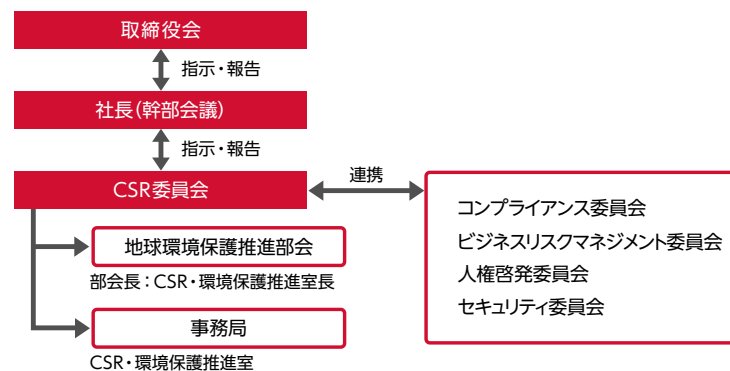 取締役会
指示・報告
社長(幹部会議)
指示・報告
CSR委員会
連携
コンプライアンス委員会
ビジネスリスクマネジメント委員会
人権啓発委員会
セキュリティ委員会
地球環境保護推進部会
部会長：CSR・環境保護推進室長
事務局
CSR・環境保護推進室